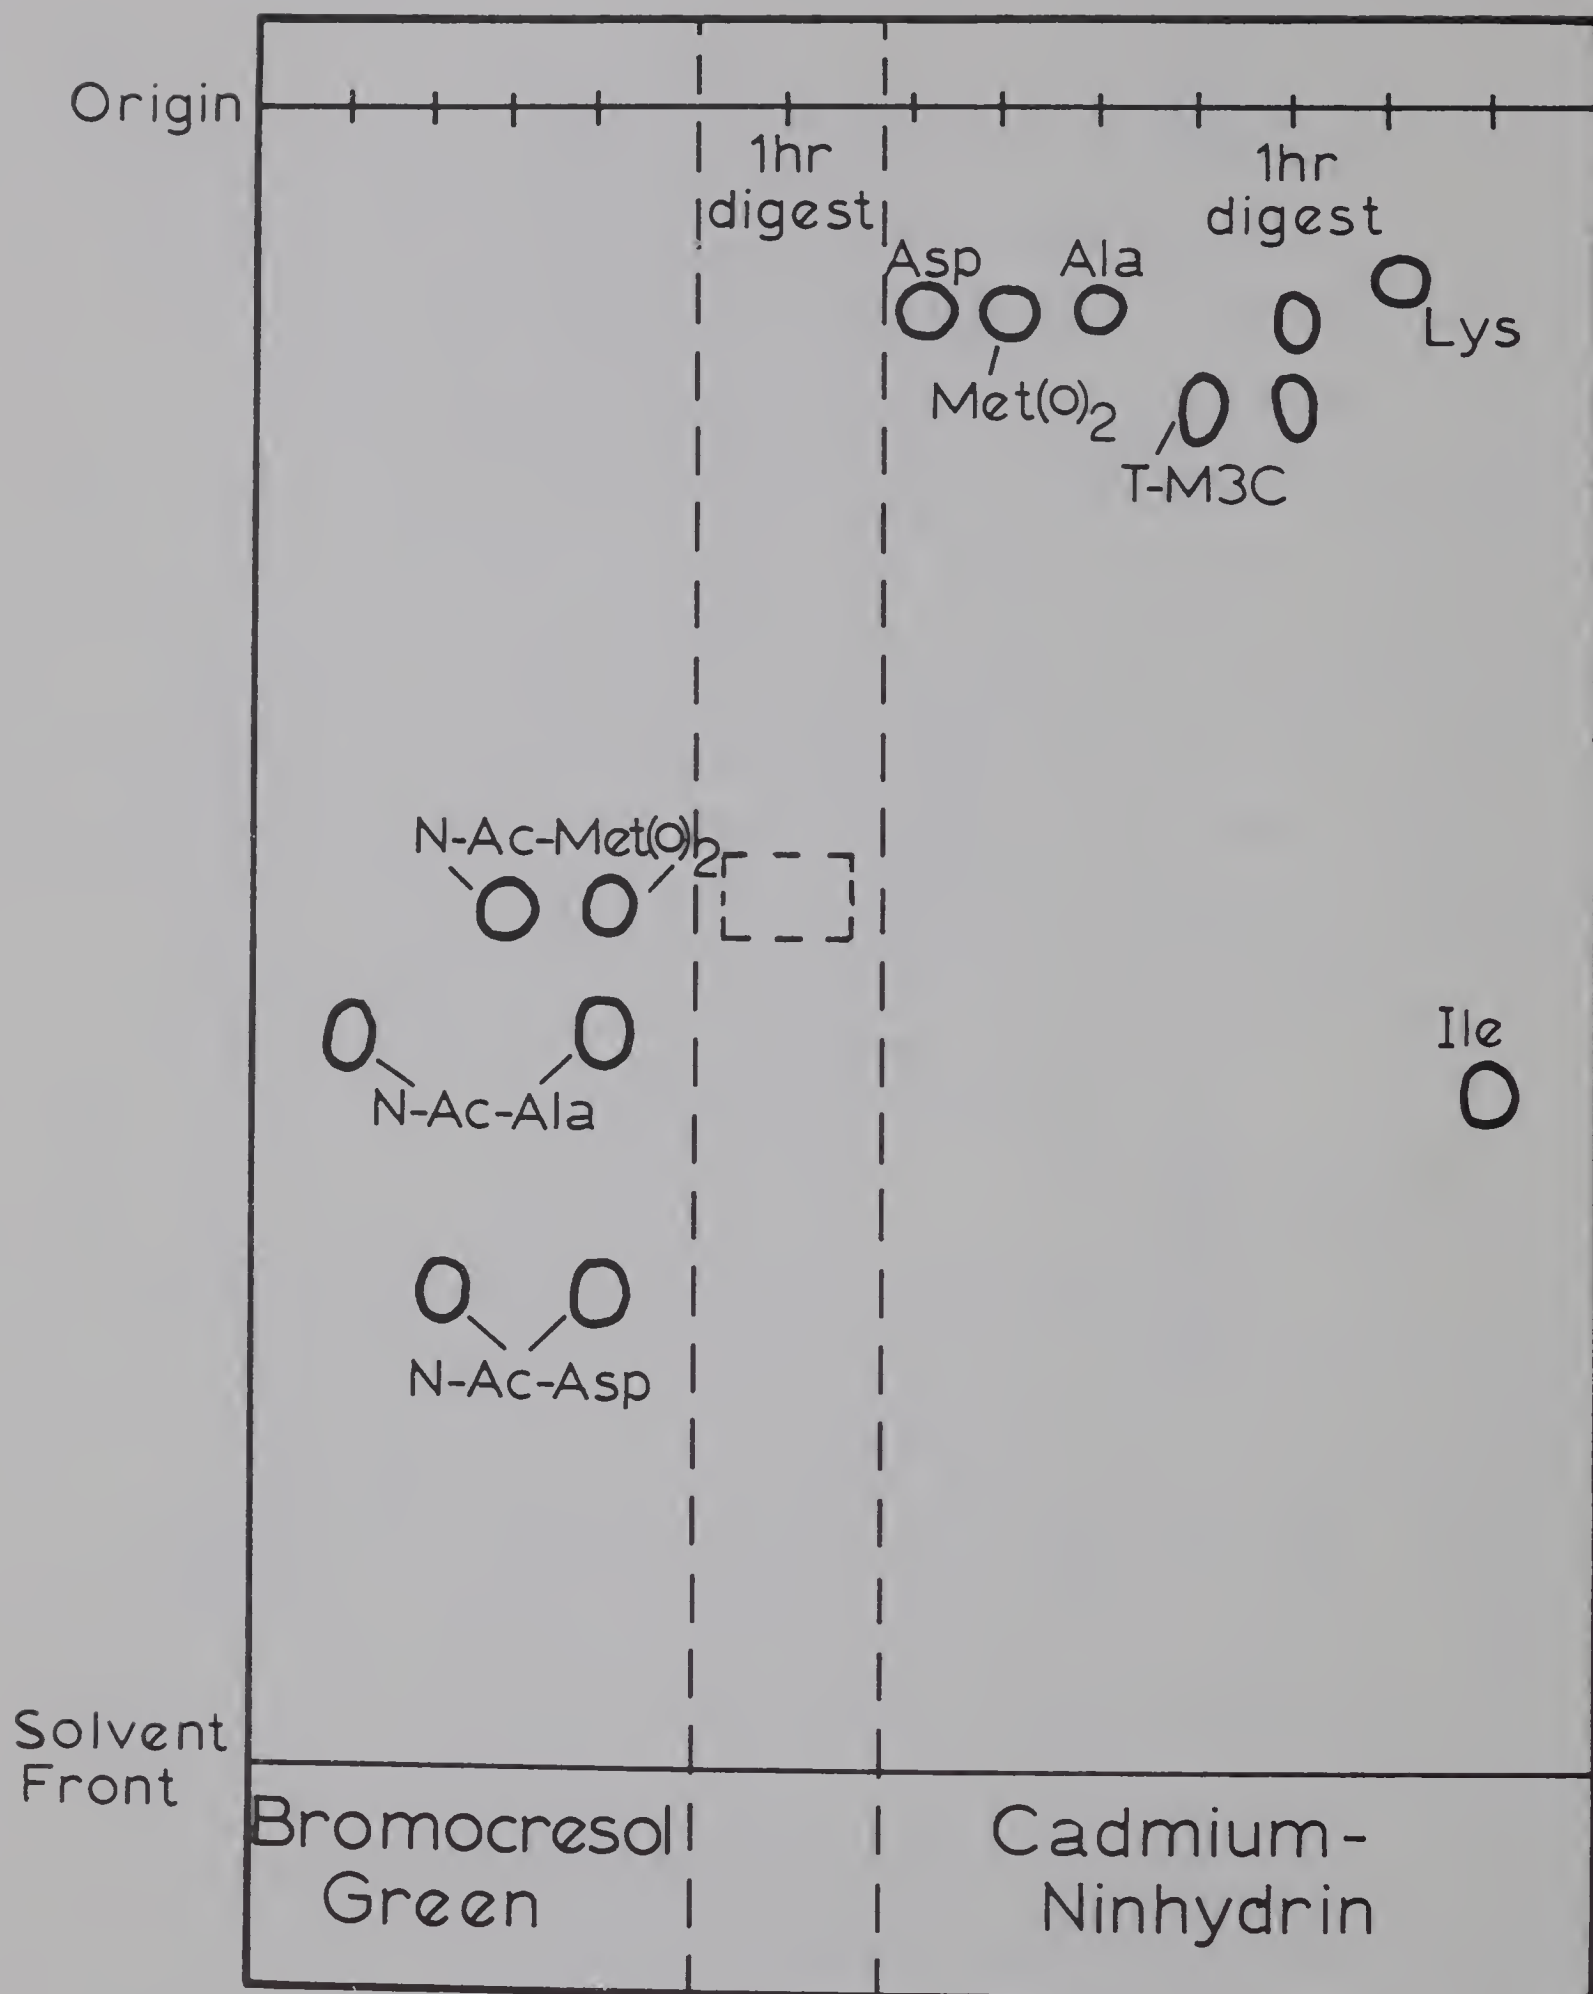 Origin
1hr
digest
1hr
digest
Asp
Ala
Lys
Met(O)2
T-M3C
N-Ac-Met(O)2
N-Ac-Ala
Ile
N-Ac-Asp
Solvent
Front
Bromocresol
Green
Cadmium-
Ninhydrin